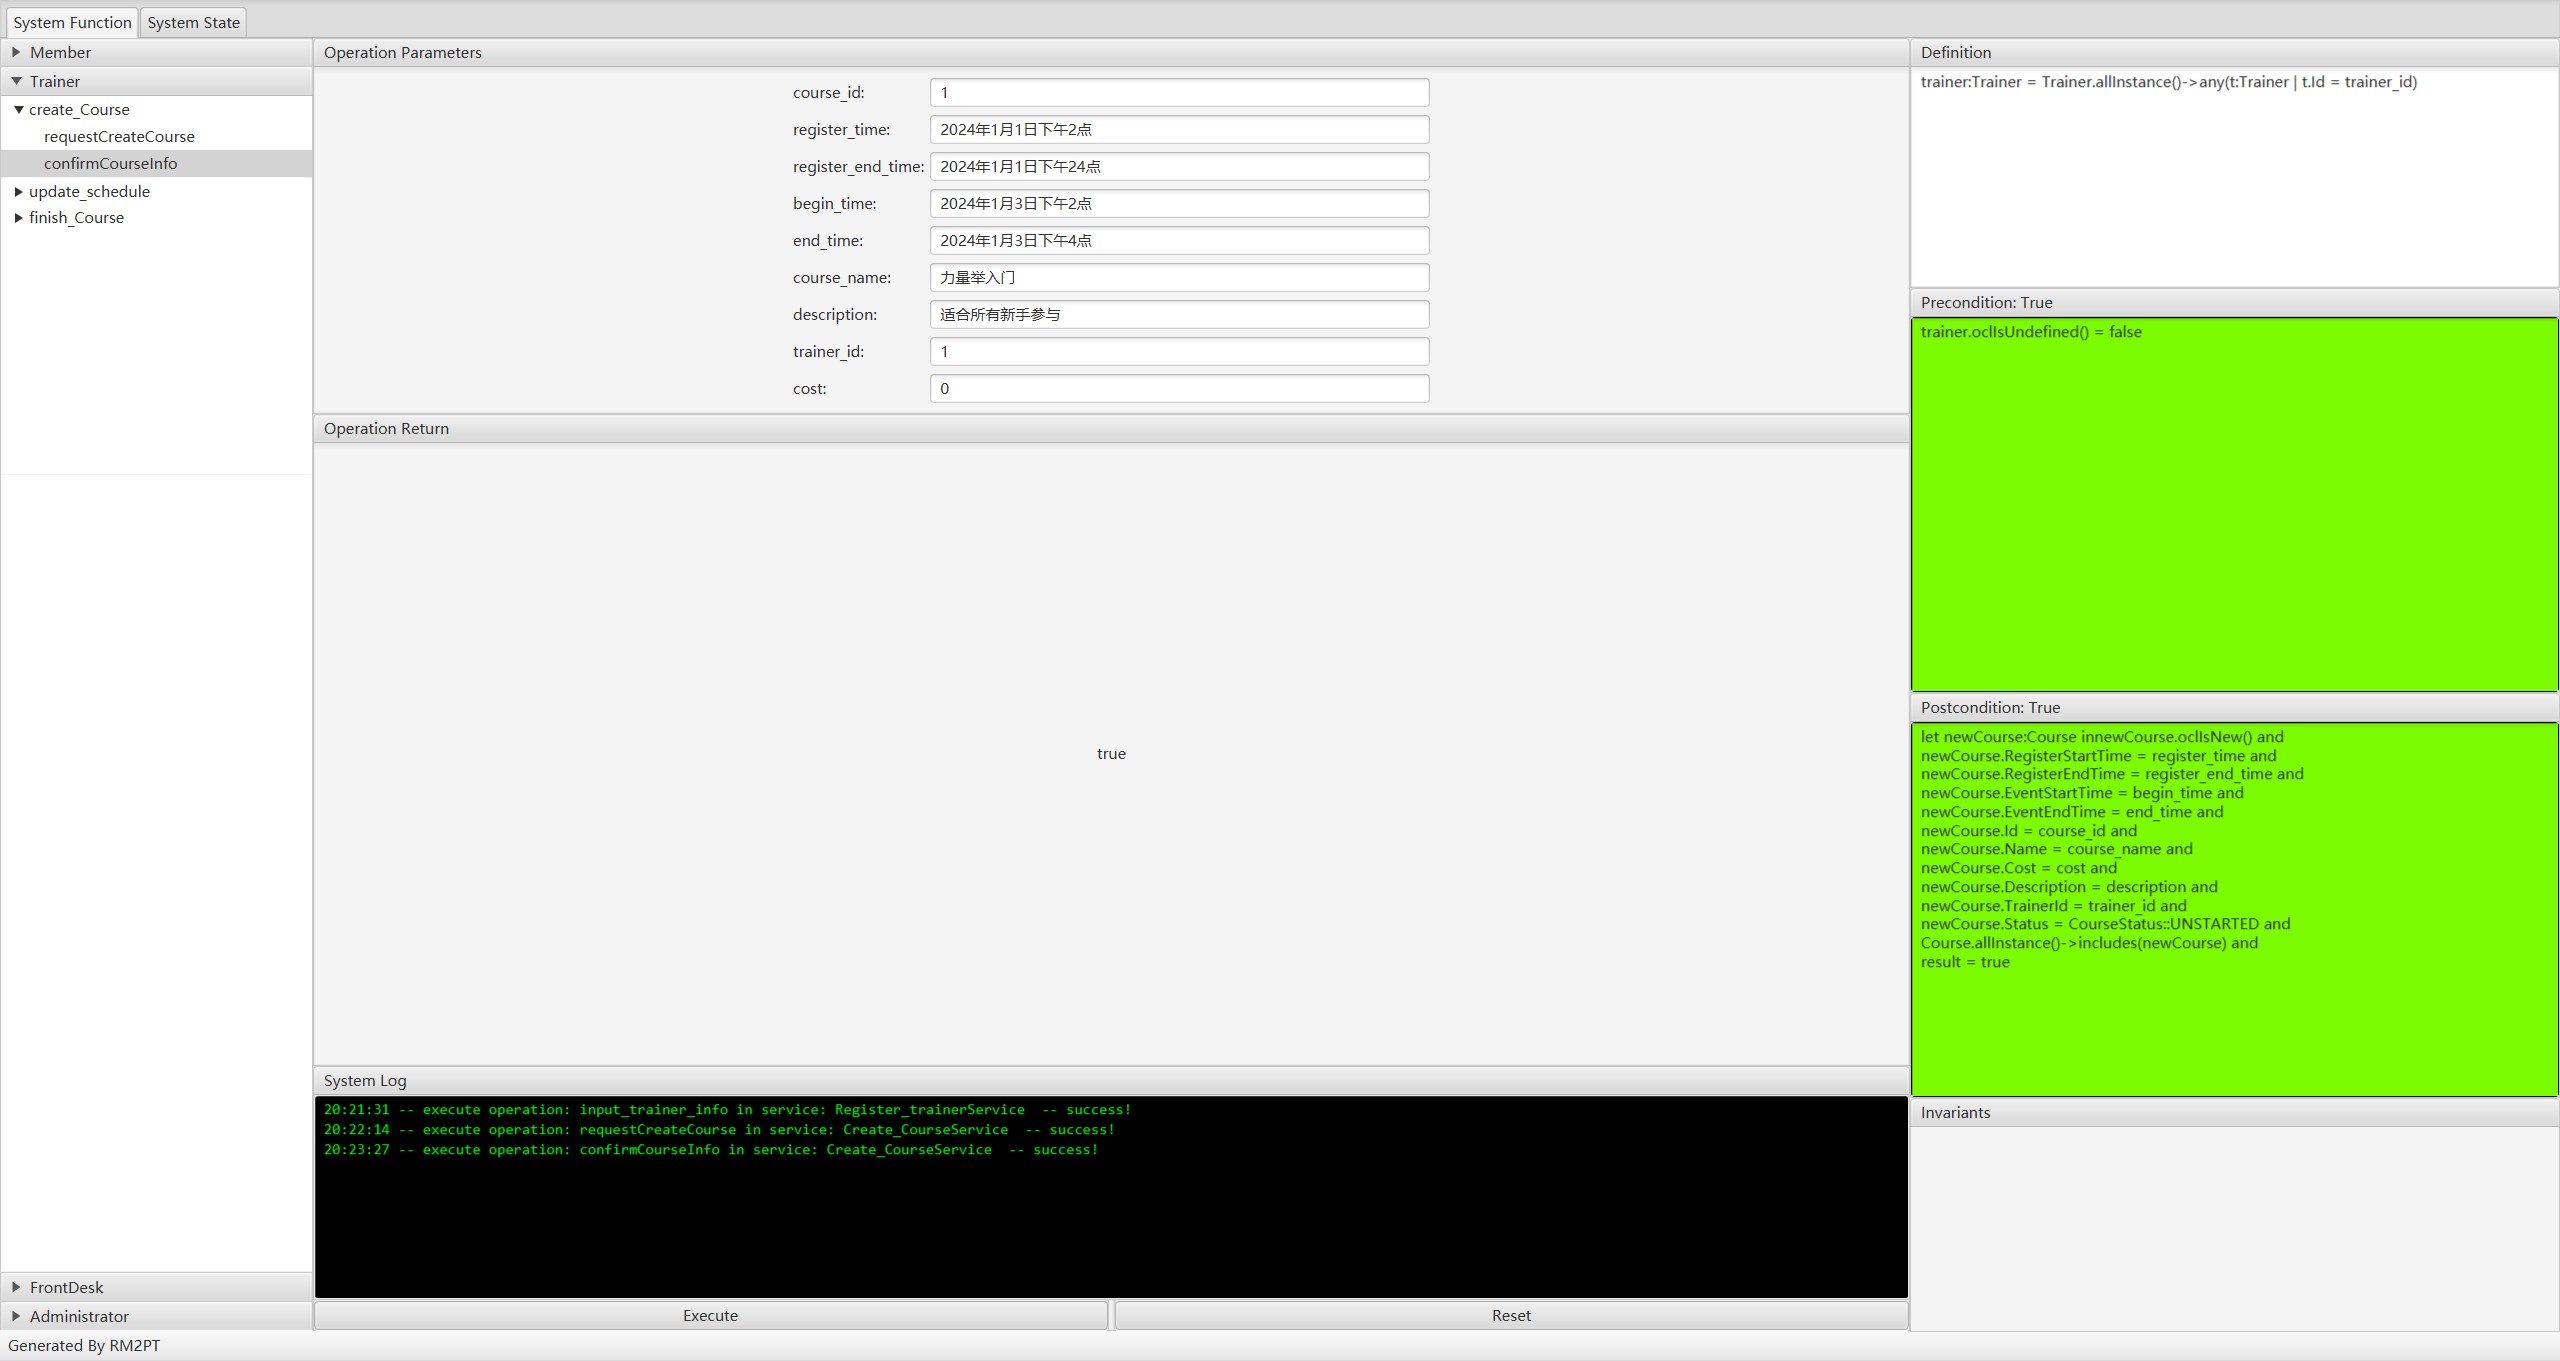 System Function
System State
Member
Trainer
create_Course
requestCreateCourse
confirmCourseInfo
update_schedule
finish_Course
FrontDesk
Administrator
Operation Parameters
course_id: 1
register_time: 2024年1月1日下午2点
register_end_time: 2024年1月1日下午24点
begin_time: 2024年1月3日下午2点
end_time: 2024年1月3日下午4点
course_name: 力量举入门
description: 适合所有新手参与
trainer_id: 1
cost: 0
Operation Return
true
System Log
20:21:31 -- execute operation: input_trainer_info in service: Register_trainerService  -- success!
20:22:14 -- execute operation: requestCreateCourse in service: Create_CourseService  -- success!
20:23:27 -- execute operation: confirmCourseInfo in service: Create_CourseService  -- success!
Execute
Reset
Definition
trainer:Trainer = Trainer.allInstance()->any(t:Trainer | t.Id = trainer_id)
Precondition: True
trainer.oclIsUndefined() = false
Postcondition: True
let newCourse:Course innewCourse.oclIsNew() and
newCourse.RegisterStartTime = register_time and
newCourse.RegisterEndTime = register_end_time and
newCourse.EventStartTime = begin_time and
newCourse.EventEndTime = end_time and
newCourse.Id = course_id and
newCourse.Name = course_name and
newCourse.Cost = cost and
newCourse.Description = description and
newCourse.TrainerId = trainer_id and
newCourse.Status = CourseStatus::UNSTARTED and
Course.allInstance()->includes(newCourse) and
result = true
Invariants
Generated By RM2PT